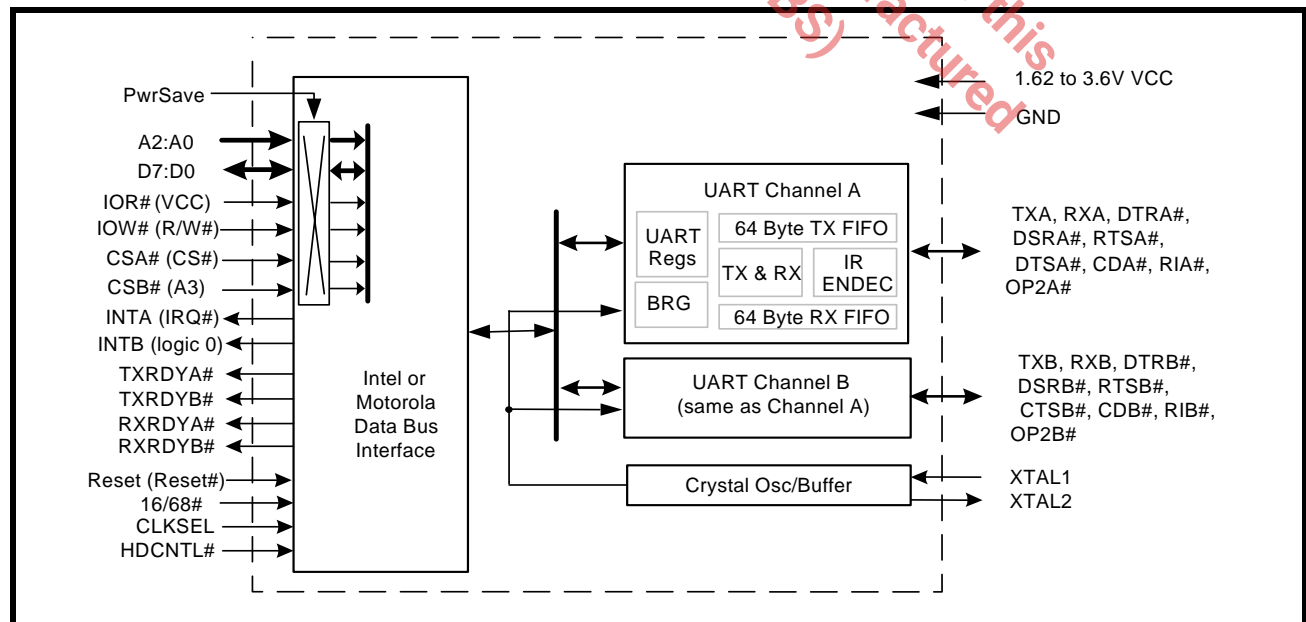 this
actured
BS)
PwrSave
A2:A0
D7:D0
IOR# (VCC)
IOW# (R/W#)
CSA# (CS#)
CSB# (A3)
INTA (IRQ#)
INTB (logic 0)
TXRDYA#
TXRDYB#
RXRDYA#
RXRDYB#
Reset (Reset#)
16/68#
CLKSEL
HDCNTL#
Intel or
Motorola
Data Bus
Interface
UART Channel A
UART
Regs
BRG
64 Byte TX FIFO
TX & RX
IR
ENDEC
64 Byte RX FIFO
UART Channel B
(same as Channel A)
Crystal Osc/Buffer
1.62 to 3.6V VCC
GND
TXA, RXA, DTRA#,
DSRA#, RTSA#,
DTSA#, CDA#, RIA#,
OP2A#
TXB, RXB, DTRB#,
DSRB#, RTSB#,
CTSB#, CDB#, RIB#,
OP2B#
XTAL1
XTAL2